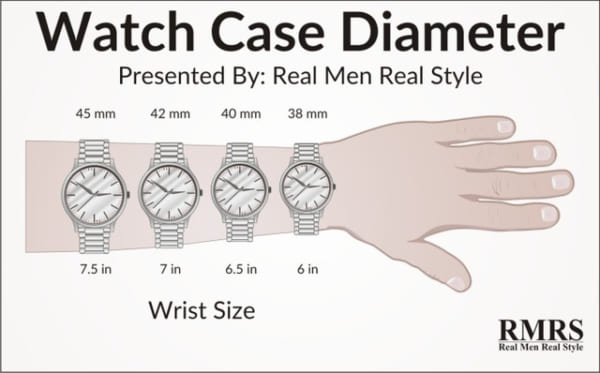 Watch Case Diameter
Presented By: Real Men Real Style
45 mm 42 mm 40 mm 38 mm
7.5 in 7 in 6.5 in 6 in
Wrist Size
RMRS
Real Men Real Style